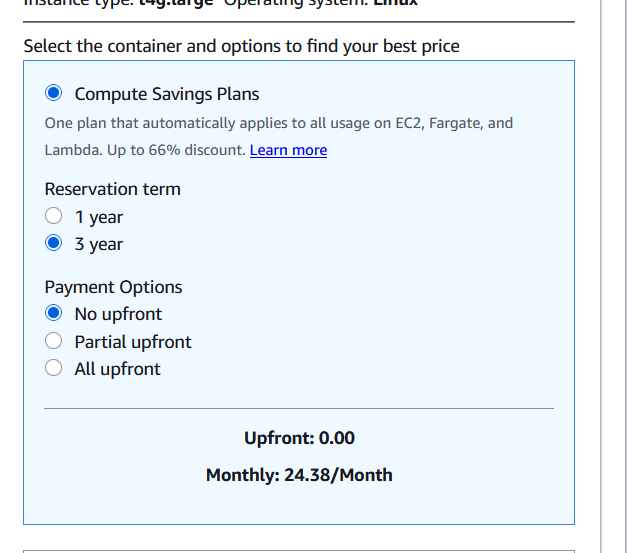 Instance type: t4g.large Operating system: Linux
Select the container and options to find your best price
Compute Savings Plans
One plan that automatically applies to all usage on EC2, Fargate, and
Lambda. Up to 66% discount. Learn more
Reservation term
1 year
3 year
Payment Options
No upfront
Partial upfront
All upfront
Upfront: 0.00
Monthly: 24.38/Month